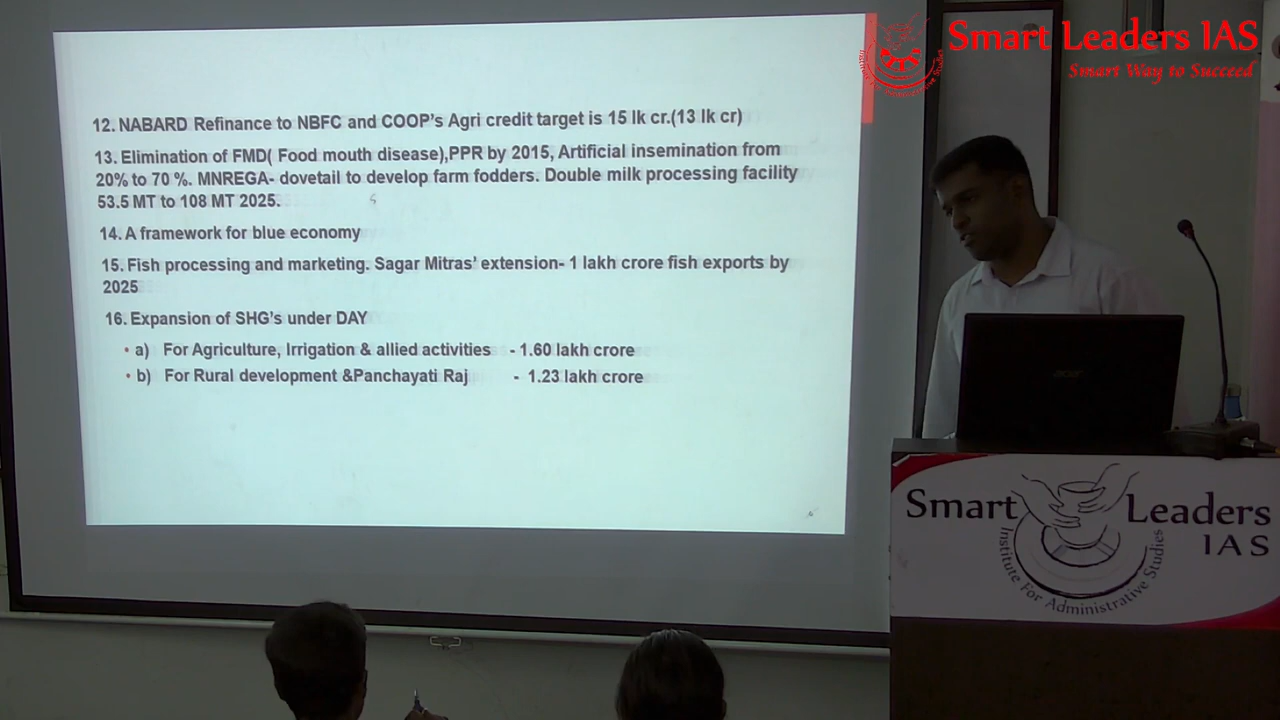 Smart Leaders IAS
Smart Way to Succeed
12. NABARD Refinance to NBFC and COOP's Agri credit target is 15 lk cr.(13 lk cr)
13. Elimination of FMD( Food mouth disease),PPR by 2015, Artificial insemination from
20% to 70 %. MNREGA- dovetail to develop farm fodders. Double milk processing facility
53.5 MT to 108 MT 2025.
14. A framework for blue economy
15. Fish processing and marketing. Sagar Mitras' extension- 1 lakh crore fish exports by
2025
16. Expansion of SHG's under DAY
• a) For Agriculture, Irrigation & allied activities - 1.60 lakh crore
• b) For Rural development &Panchayati Raj - 1.23 lakh crore
acer
Smart Leaders
IAS
Institute For Administrative Studies